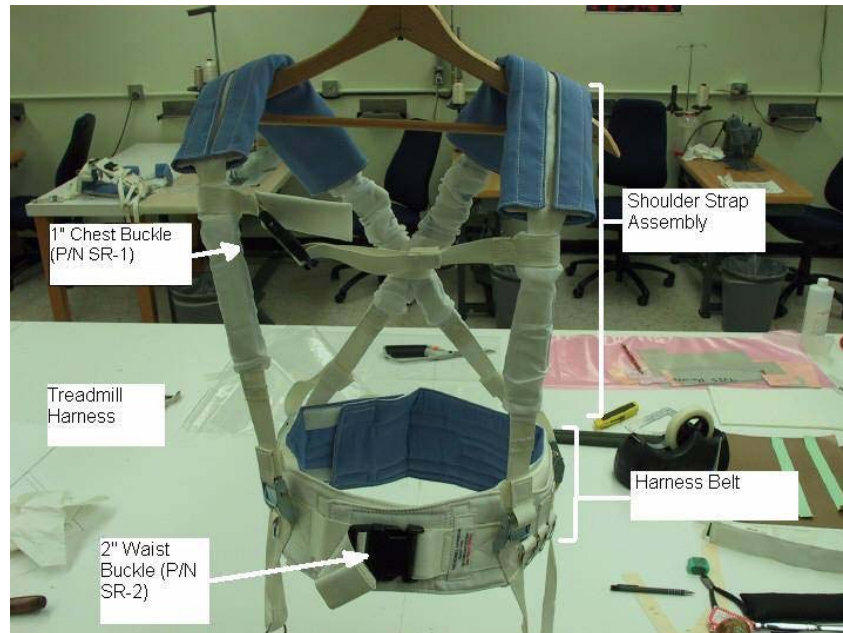 1" Chest Buckle
(P/N SR-1)
Shoulder Strap
Assembly
Treadmill
Harness
Harness Belt
2" Waist
Buckle (P/N
SR-2)